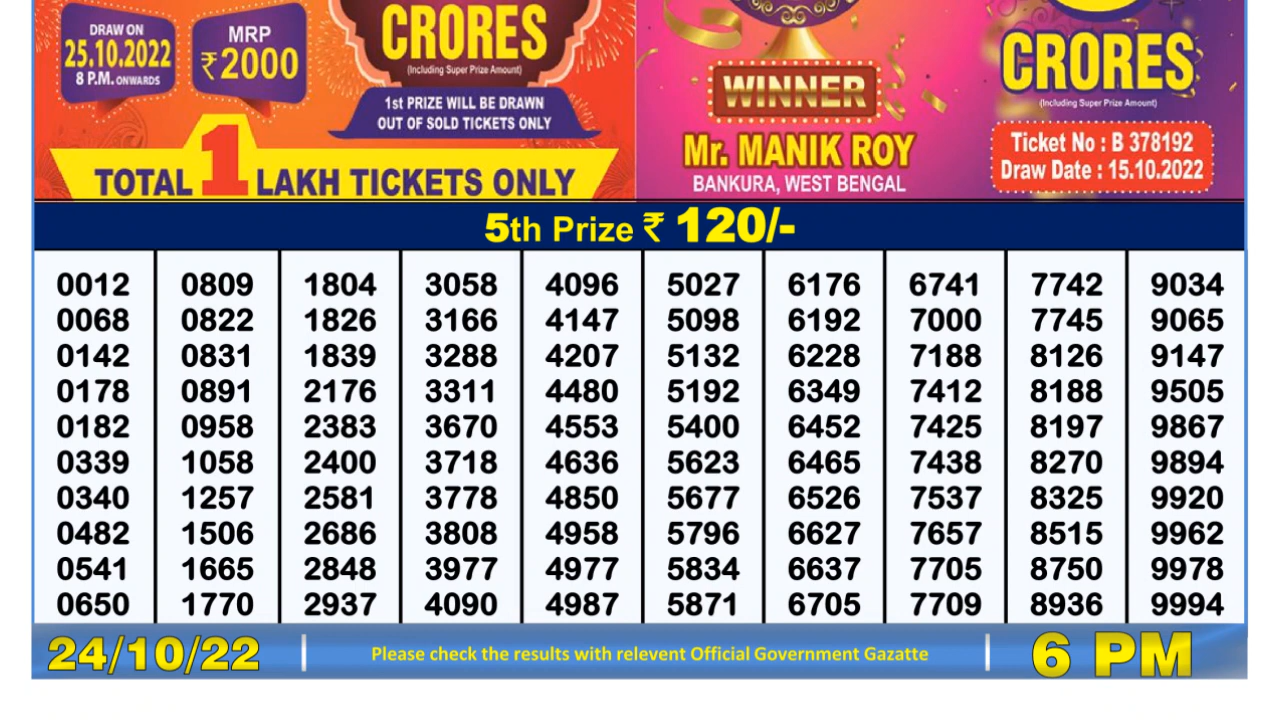 DRAW ON
25.10.2022
8 P.M. ONWARDS
MRP
₹2000
CRORES
(Including Super Prize Amount)
1st PRIZE WILL BE DRAWN
OUT OF SOLD TICKETS ONLY
TOTAL 1 LAKH TICKETS ONLY
WINNER
Mr. MANIK ROY
BANKURA, WEST BENGAL
CRORES
(Including Super Prize Amount)
Ticket No : B 378192
Draw Date : 15.10.2022
5th Prize ₹ 120/-
0012 0809 1804 3058 4096 5027 6176 6741 7742 9034
0068 0822 1826 3166 4147 5098 6192 7000 7745 9065
0142 0831 1839 3288 4207 5132 6228 7188 8126 9147
0178 0891 2176 3311 4480 5192 6349 7412 8188 9505
0182 0958 2383 3670 4553 5400 6452 7425 8197 9867
0339 1058 2400 3718 4636 5623 6465 7438 8270 9894
0340 1257 2581 3778 4850 5677 6526 7537 8325 9920
0482 1506 2686 3808 4958 5796 6627 7657 8515 9962
0541 1665 2848 3977 4977 5834 6637 7705 8750 9978
0650 1770 2937 4090 4987 5871 6705 7709 8936 9994
24/10/22 | Please check the results with relevent Official Government Gazatte | 6 PM